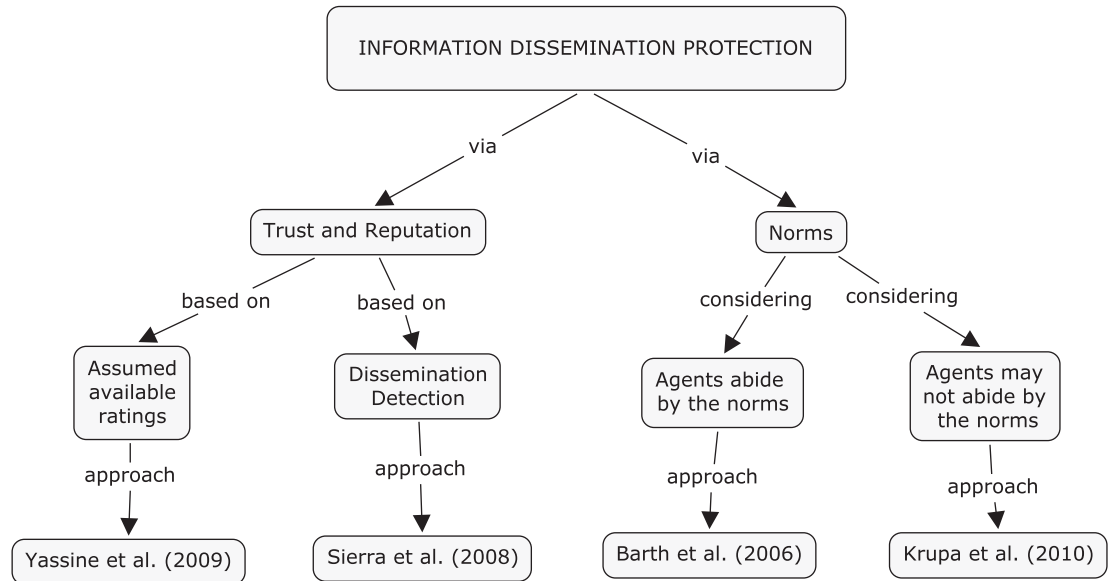 INFORMATION DISSEMINATION PROTECTION
via
via
Trust and Reputation
Norms
based on
based on
considering
considering
Assumed
available
ratings
Dissemination
Detection
Agents abide
by the norms
Agents may
not abide by
the norms
approach
approach
approach
approach
Yassine et al. (2009)
Sierra et al. (2008)
Barth et al. (2006)
Krupa et al. (2010)